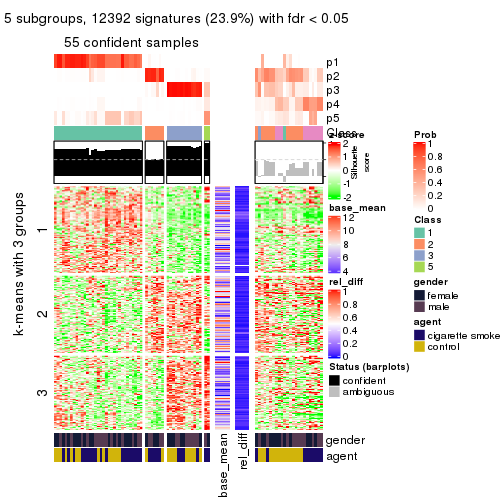 5 subgroups, 12392 signatures (23.9%) with fdr < 0.05
55 confident samples
p1
p2
p3
p4
p5
Class
z-score
2
1
0
-1
-2
Silhouette
score
Prob
1
0.8
0.6
0.4
0.2
0
base_mean
12
10
8
6
4
Class
1
2
3
5
rel_diff
1
0.8
0.6
0.4
0.2
0
gender
female
male
agent
cigarette smoke
control
Status (barplots)
confident
ambiguous
k-means with 3 groups
1
2
3
gender
agent
base_mean
rel_diff